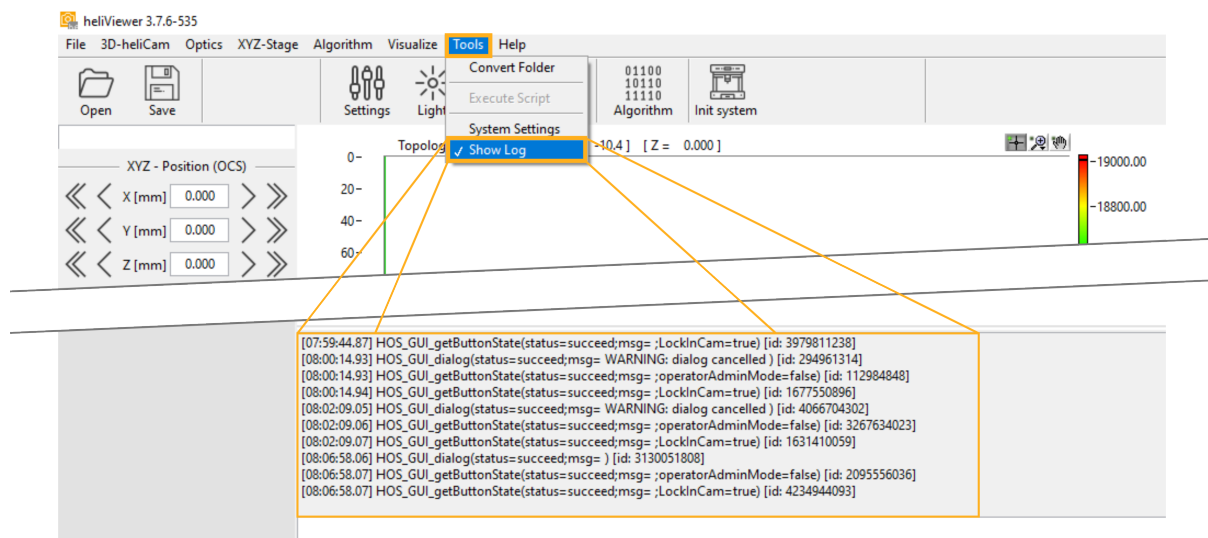 heliViewer 3.7.6-535
File 3D-heliCam Optics XYZ-Stage Algorithm Visualize Tools Help
Convert Folder
Execute Script
System Settings
✓ Show Log
Open Save Settings Light
01100
10110
11110
Algorithm Init system
Topolog -10.4 ] [ Z = 0.000 ]
XYZ - Position (OCS)
X [mm] 0.000
Y [mm] 0.000
Z [mm] 0.000
0
20
40
60
19000.00
18800.00
[07:59:44.87] HOS_GUI_getButtonState(status=succeed;msg= ;LockInCam=true) [id: 3979811238]
[08:00:14.93] HOS_GUI_dialog(status=succeed;msg= WARNING: dialog cancelled ) [id: 294961314]
[08:00:14.93] HOS_GUI_getButtonState(status=succeed;msg= ;operatorAdminMode=false) [id: 112984848]
[08:00:14.94] HOS_GUI_getButtonState(status=succeed;msg= ;LockInCam=true) [id: 1677550896]
[08:02:09.05] HOS_GUI_dialog(status=succeed;msg= WARNING: dialog cancelled ) [id: 4066704302]
[08:02:09.06] HOS_GUI_getButtonState(status=succeed;msg= ;operatorAdminMode=false) [id: 3267634023]
[08:02:09.07] HOS_GUI_getButtonState(status=succeed;msg= ;LockInCam=true) [id: 1631410059]
[08:06:58.06] HOS_GUI_dialog(status=succeed;msg= ) [id: 3130051808]
[08:06:58.07] HOS_GUI_getButtonState(status=succeed;msg= ;operatorAdminMode=false) [id: 2095556036]
[08:06:58.07] HOS_GUI_getButtonState(status=succeed;msg= ;LockInCam=true) [id: 4234944093]